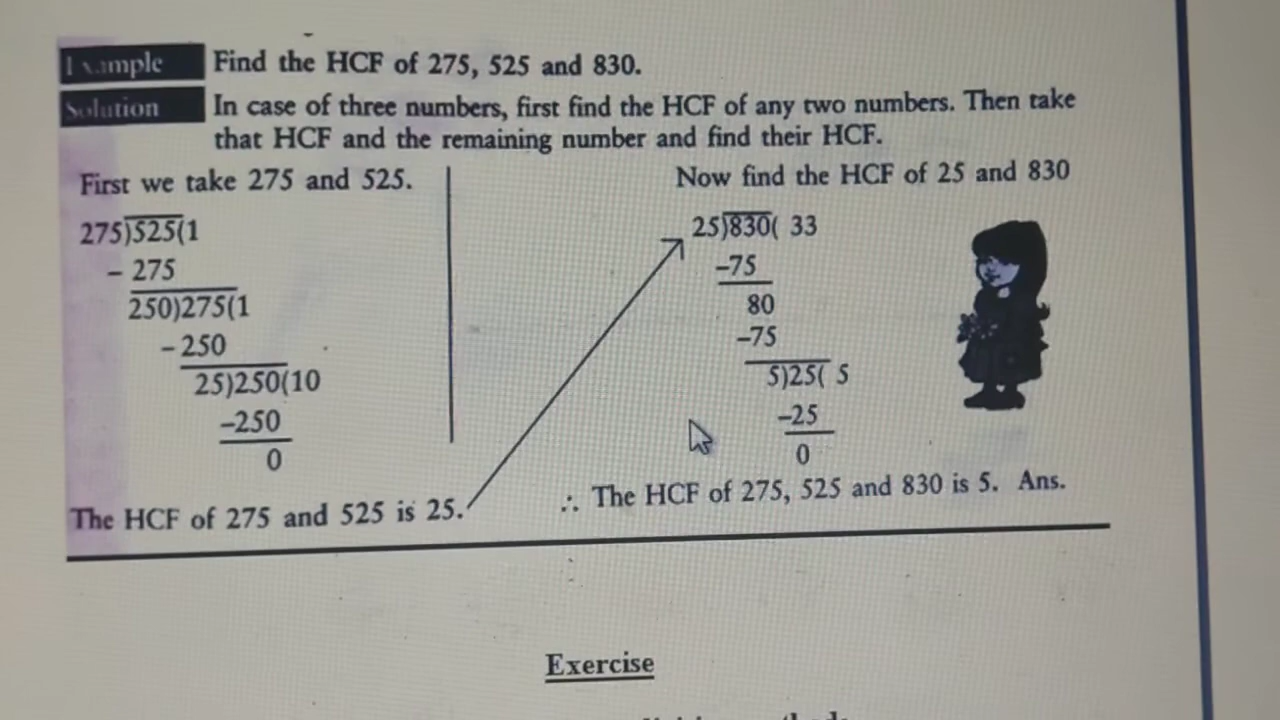 Example Find the HCF of 275, 525 and 830.
Solution In case of three numbers, first find the HCF of any two numbers. Then take
that HCF and the remaining number and find their HCF.
First we take 275 and 525.
275)525(1
- 275
250)275(1
- 250
25)250(10
-250
0
The HCF of 275 and 525 is 25.
Now find the HCF of 25 and 830
25)830( 33
-75
80
-75
5)25( 5
-25
0
∴ The HCF of 275, 525 and 830 is 5. Ans.
Exercise